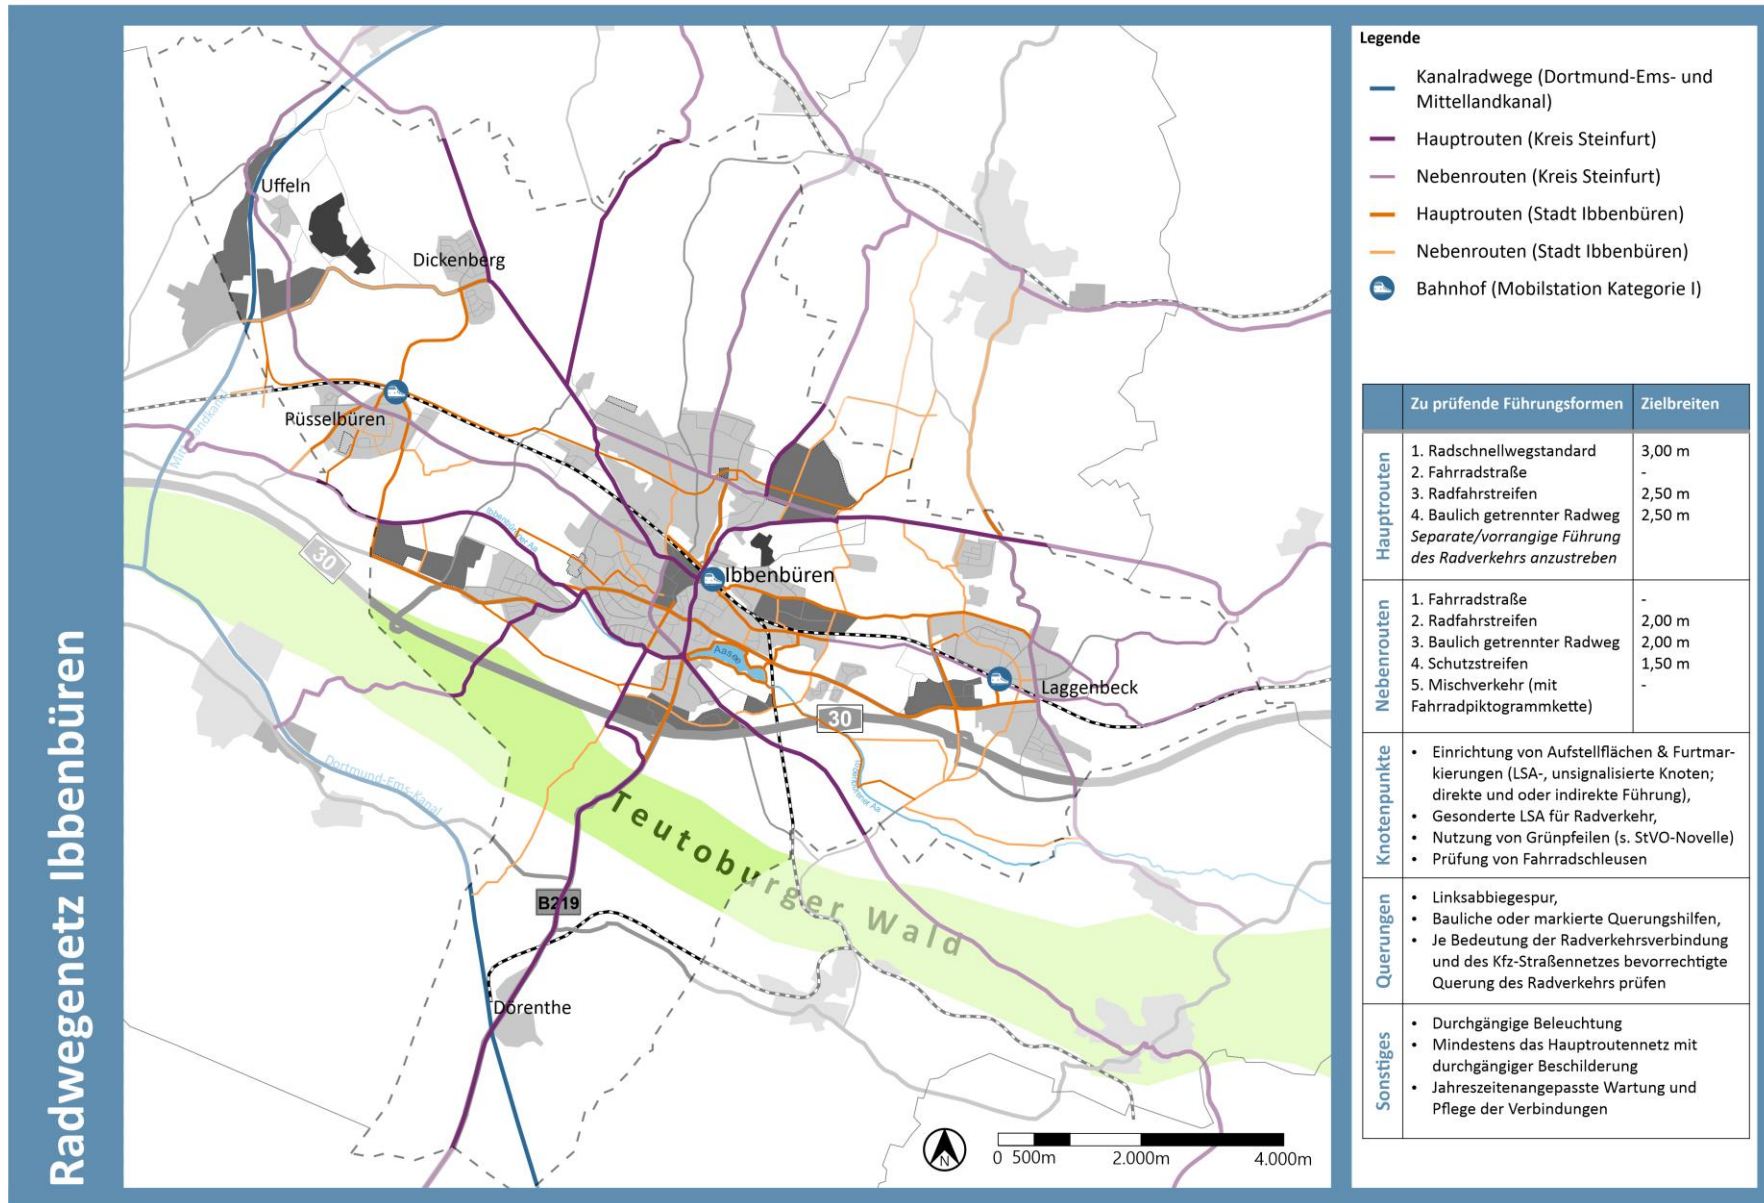 Radwegenetz Ibbenbüren
Uffeln
Dickenberg
Rüsselbüren
Mittellandkanal
Ibbenbürener Aa
30
Ibbenbüren
Aasee
Laggenbeck
30
Ibbenbürener Aa
Dortmund-Ems-Kanal
Teutoburger Wald
B219
Dörenthe
N
0 500m 2.000m 4.000m
Legende
Kanalradwege (Dortmund-Ems- und
Mittellandkanal)
Hauptrouten (Kreis Steinfurt)
Nebenrouten (Kreis Steinfurt)
Hauptrouten (Stadt Ibbenbüren)
Nebenrouten (Stadt Ibbenbüren)
Bahnhof (Mobilstation Kategorie I)
Zu prüfende Führungsformen Zielbreiten
Hauptrouten
1. Radschnellwegstandard 3,00 m
2. Fahrradstraße -
3. Radfahrstreifen 2,50 m
4. Baulich getrennter Radweg 2,50 m
Separate/vorrangige Führung
des Radverkehrs anzustreben
Nebenrouten
1. Fahrradstraße -
2. Radfahrstreifen 2,00 m
3. Baulich getrennter Radweg 2,00 m
4. Schutzstreifen 1,50 m
5. Mischverkehr (mit -
Fahrradpiktogrammkette)
Knotenpunkte
• Einrichtung von Aufstellflächen & Furtmar-
kierungen (LSA-, unsignalisierte Knoten;
direkte und oder indirekte Führung),
• Gesonderte LSA für Radverkehr,
• Nutzung von Grünpfeilen (s. StVO-Novelle)
• Prüfung von Fahrradschleusen
Querungen
• Linksabbiegespur,
• Bauliche oder markierte Querungshilfen,
• Je Bedeutung der Radverkehrsverbindung
und des Kfz-Straßennetzes bevorrechtigte
Querung des Radverkehrs prüfen
Sonstiges
• Durchgängige Beleuchtung
• Mindestens das Hauptroutennetz mit
durchgängiger Beschilderung
• Jahreszeitenangepasste Wartung und
Pflege der Verbindungen